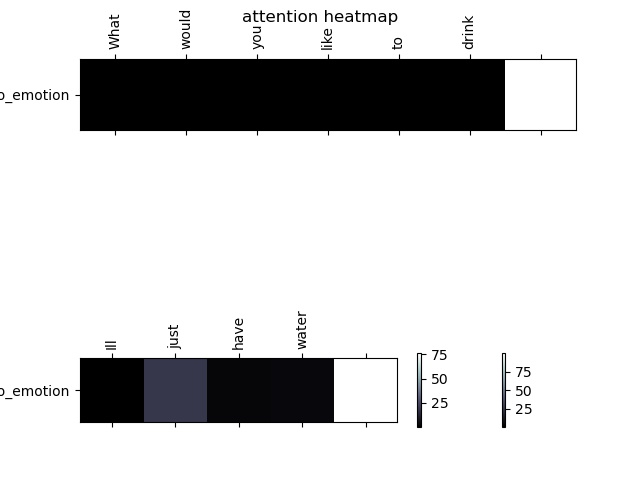 attention heatmap
What would you like to drink
o_emotion
Ill just have water
o_emotion
75
50
25
75
50
25